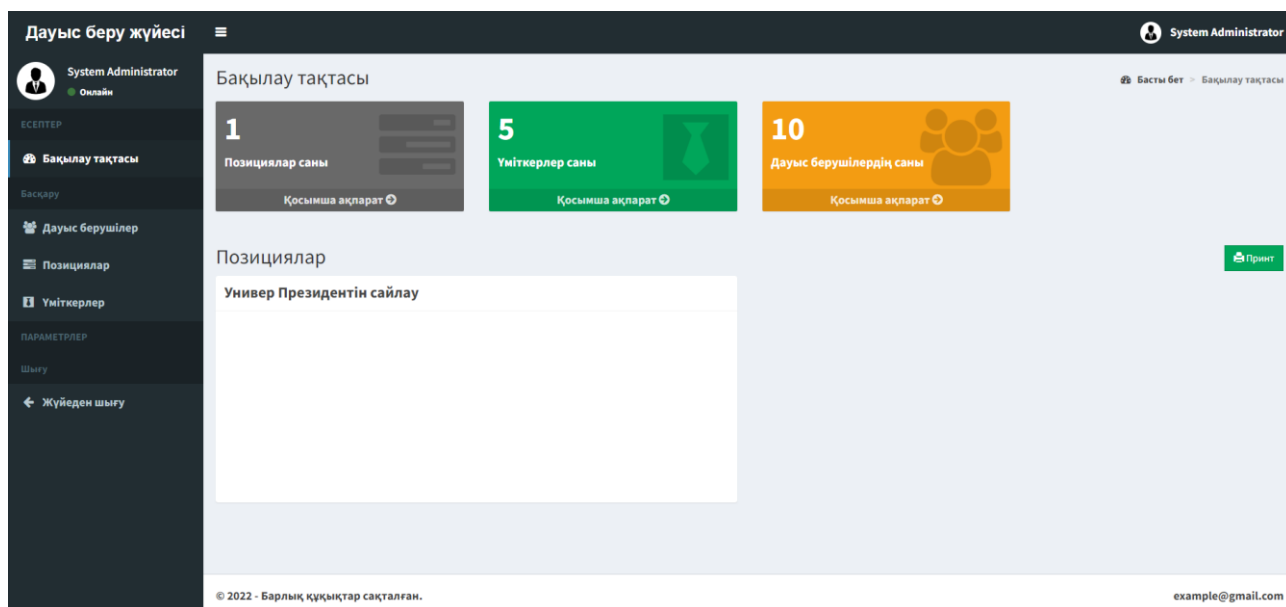 Дауыс беру жүйесі
System Administrator
System Administrator
Онлайн
ЕСЕПТЕР
Бақылау тақтасы
Басқару
Дауыс берушілер
Позициялар
Үміткерлер
ПАРАМЕТРЛЕР
Шығу
Жүйеден шығу
Бақылау тақтасы
Басты бет > Бақылау тақтасы
1
Позициялар саны
Қосымша ақпарат
5
Үміткерлер саны
Қосымша ақпарат
10
Дауыс берушілердің саны
Қосымша ақпарат
Позициялар
Принт
Универ Президентін сайлау
© 2022 - Барлық құқықтар сақталған.
example@gmail.com